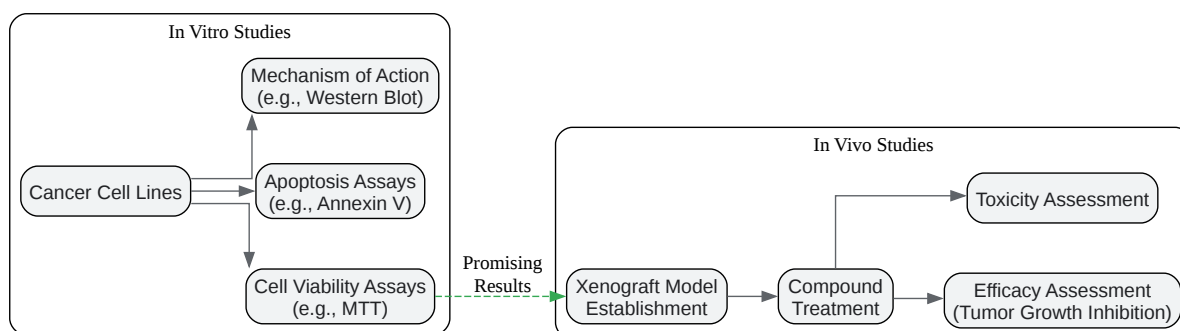 In Vitro Studies
Mechanism of Action
(e.g., Western Blot)
Cancer Cell Lines
Apoptosis Assays
(e.g., Annexin V)
Cell Viability Assays
(e.g., MTT)
Promising
Results
In Vivo Studies
Toxicity Assessment
Xenograft Model
Establishment
Compound
Treatment
Efficacy Assessment
(Tumor Growth Inhibition)